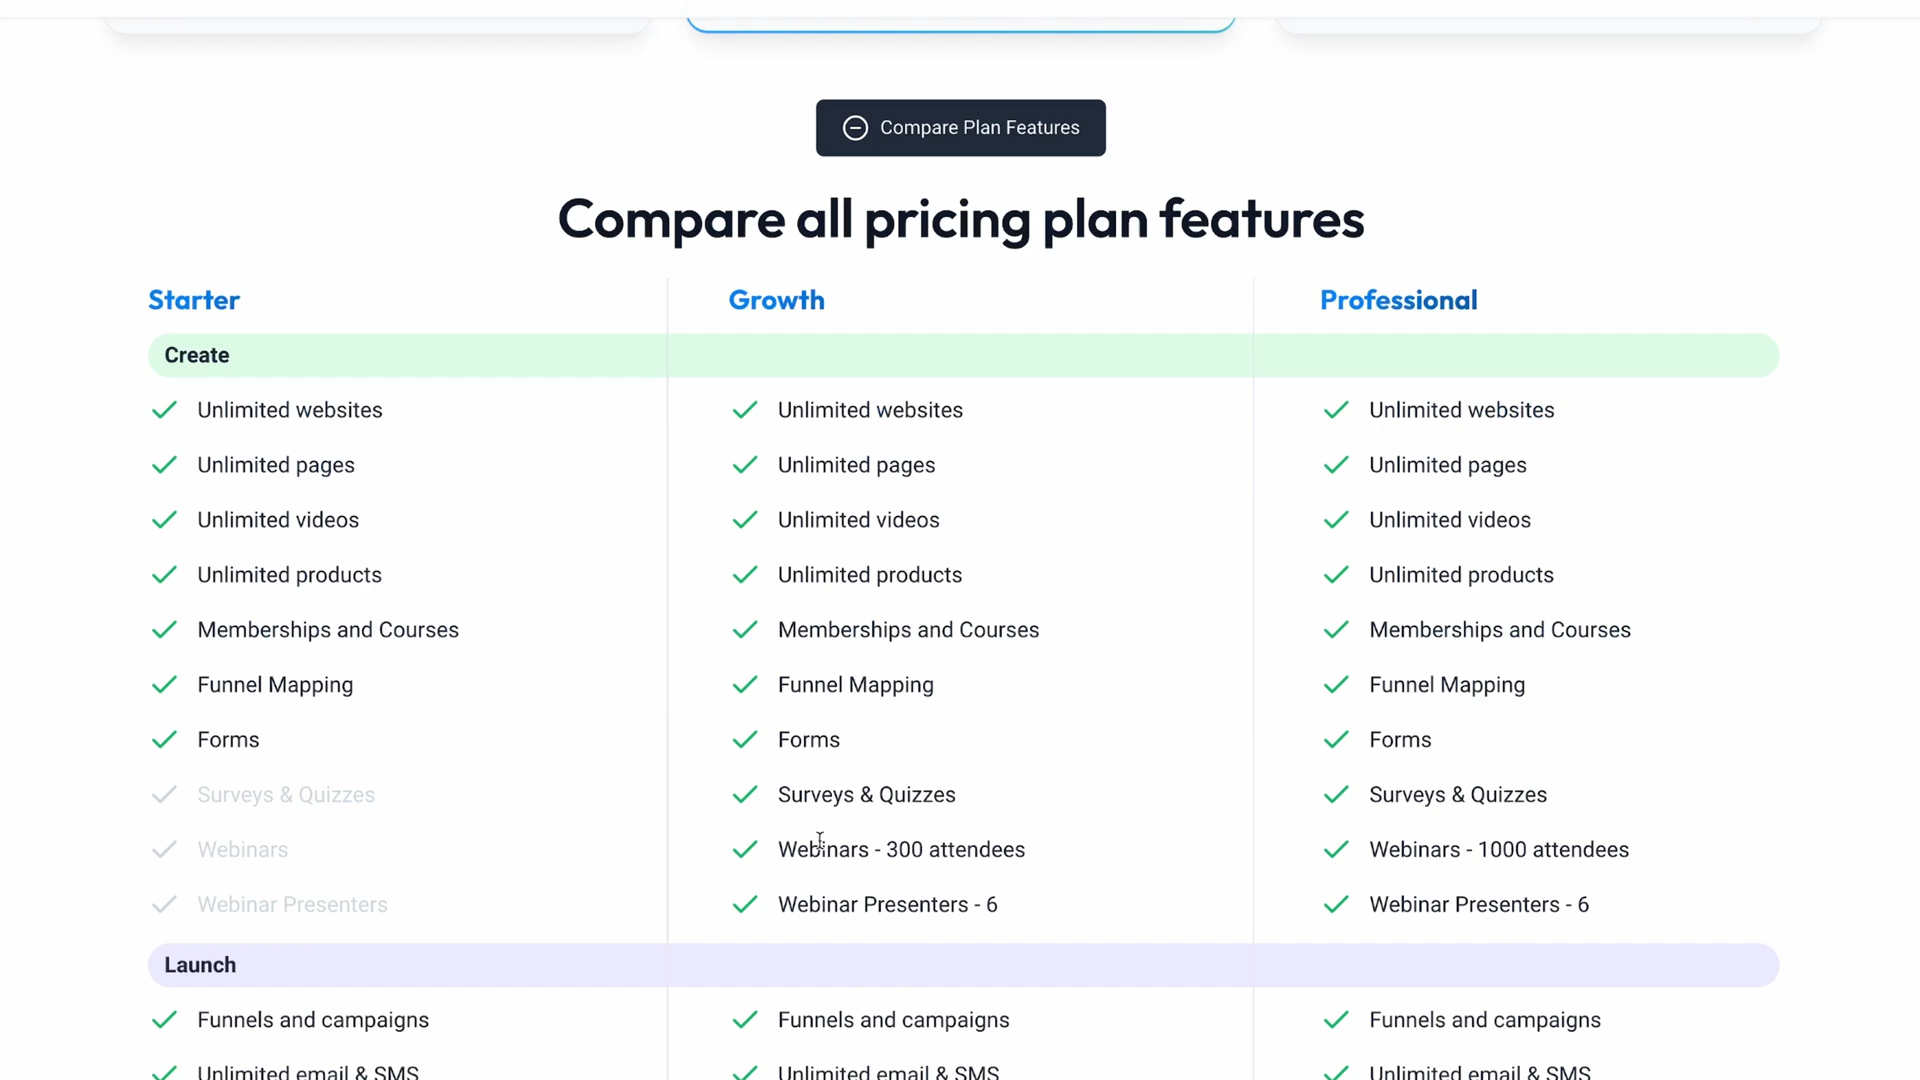 Compare Plan Features
Compare all pricing plan features
Starter Growth Professional
Create
Unlimited websites Unlimited websites Unlimited websites
Unlimited pages Unlimited pages Unlimited pages
Unlimited videos Unlimited videos Unlimited videos
Unlimited products Unlimited products Unlimited products
Memberships and Courses Memberships and Courses Memberships and Courses
Funnel Mapping Funnel Mapping Funnel Mapping
Forms Forms Forms
Surveys & Quizzes Surveys & Quizzes Surveys & Quizzes
Webinars Webinars - 300 attendees Webinars - 1000 attendees
Webinar Presenters Webinar Presenters - 6 Webinar Presenters - 6
Launch
Funnels and campaigns Funnels and campaigns Funnels and campaigns
Unlimited email & SMS Unlimited email & SMS Unlimited email & SMS